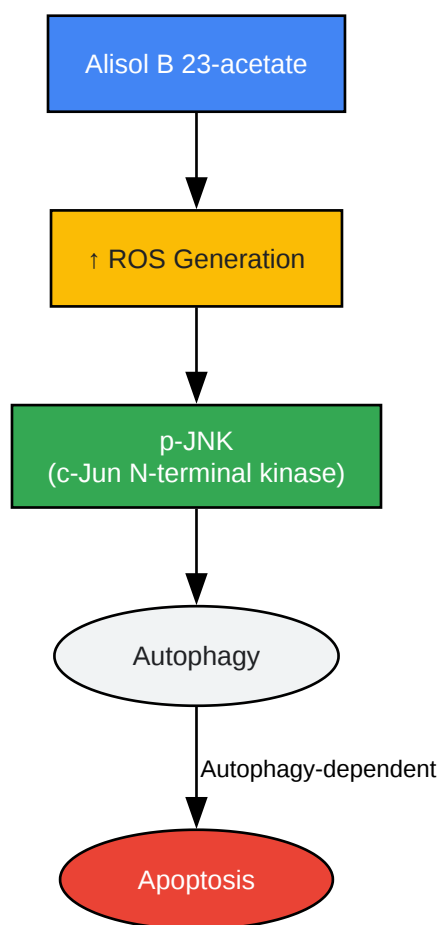 Alisol B 23-acetate
↑ ROS Generation
p-JNK
(c-Jun N-terminal kinase)
Autophagy
Autophagy-dependent
Apoptosis